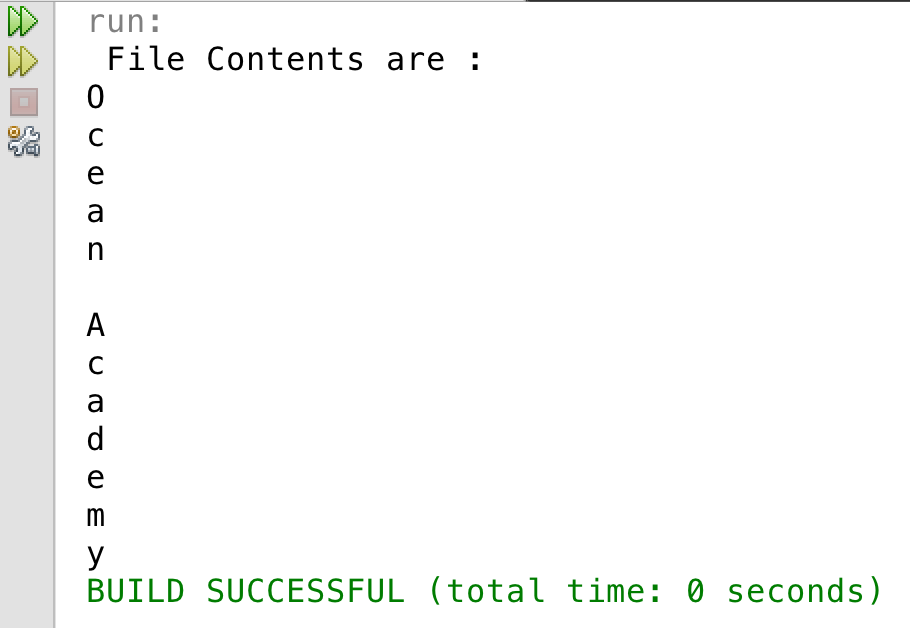 run:
 File Contents are :
O
c
e
a
n

A
c
a
d
e
m
y
BUILD SUCCESSFUL (total time: 0 seconds)